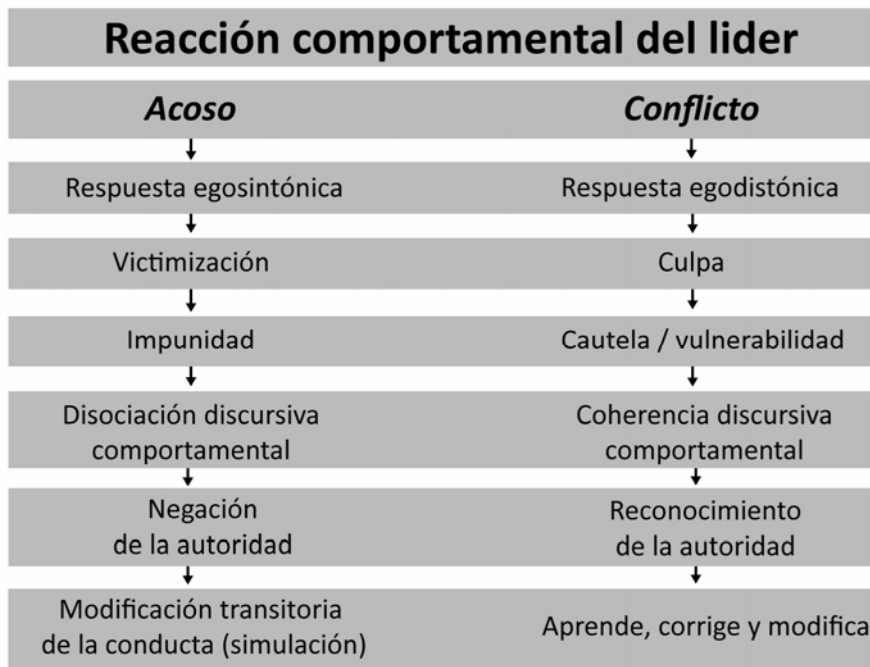 Reacción comportamental del lider
Acoso
Conflicto
Respuesta egosintónica
Respuesta egodistónica
Victimización
Culpa
Impunidad
Cautela / vulnerabilidad
Disociación discursiva
comportamental
Coherencia discursiva
comportamental
Negación
de la autoridad
Reconocimiento
de la autoridad
Modificación transitoria
de la conducta (simulación)
Aprende, corrige y modifica